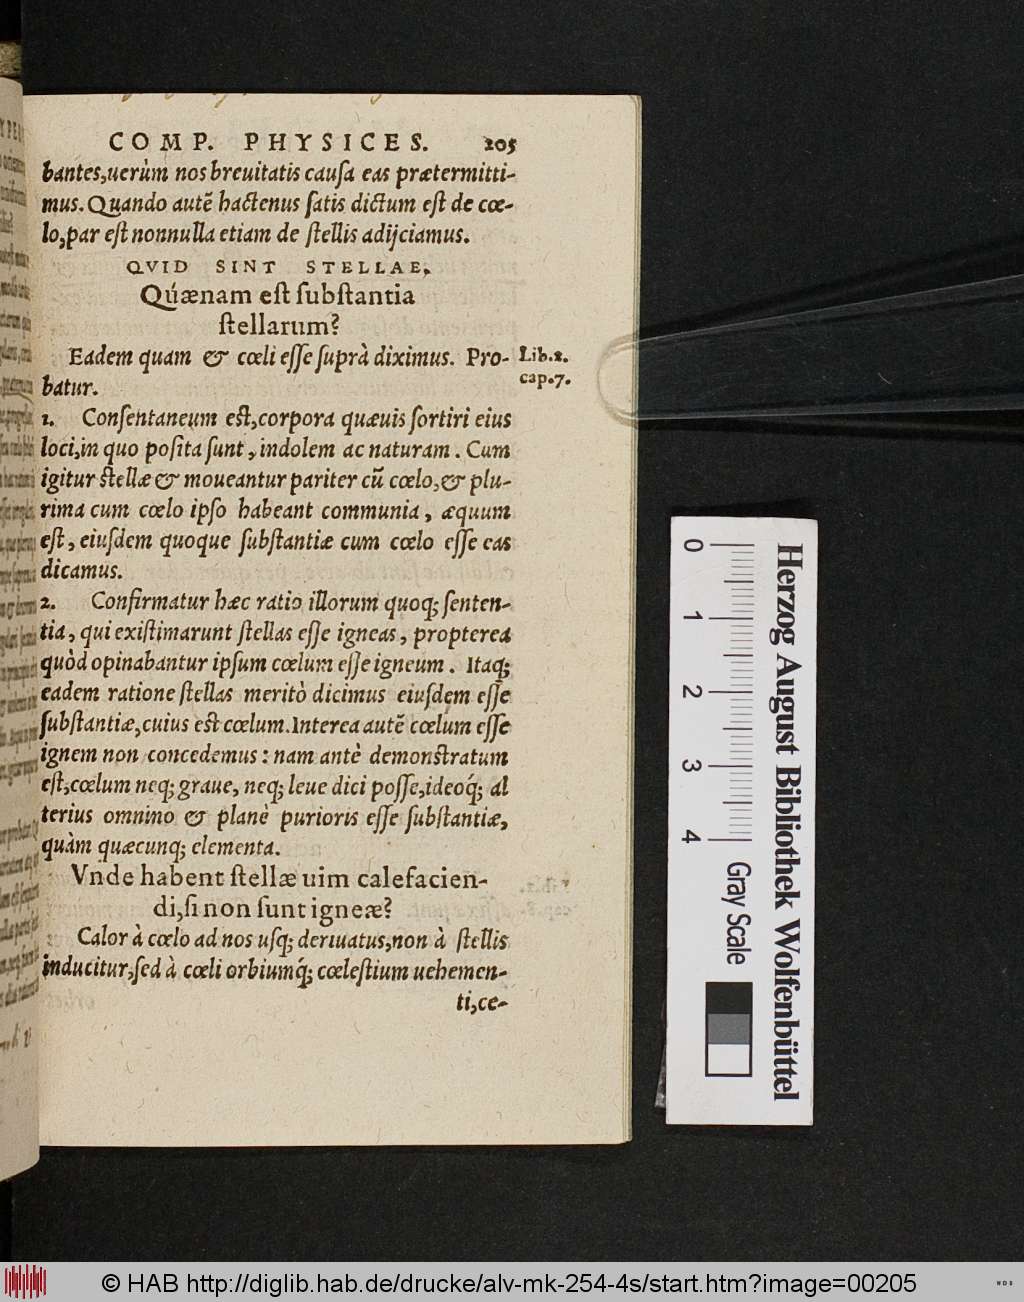 COMP. PHYSICES. 205
bantes,uerùm nos breuitatis cauſa eas prætermitti-
mus. Quando autẽ hactenus ſatis dictum eſt de cœ-
lo,par eſt nonnulla etiam de ſtellis adijciamus.
QVID SINT STELLAE.
Quænam eſt ſubſtantia
ſtellarum?
Eadem quam & cœli eſſe ſuprà diximus. Pro-
batur.
Lib.2.
cap.7.
1. Conſentaneum eſt,corpora quæuis ſortiri eius
loci,in quo poſita ſunt, indolem ac naturam. Cum
igitur ſtellæ & moueantur pariter cũ cœlo,& plu-
rima cum cœlo ipſo habeant communia, æquum
eſt, eiuſdem quoque ſubſtantiæ cum cœlo eſſe eas
dicamus.
2. Confirmatur hæc ratio illorum quoq; ſenten-
tia, qui exiſtimarunt ſtellas eſſe igneas, propterea
quòd opinabantur ipſum cœlum eſſe igneum. Itaq;
eadem ratione ſtellas meritò dicimus eiuſdem eſſe
ſubſtantiæ,cuius eſt cœlum.Interea autẽ cœlum eſſe
ignem non concedemus: nam antè demonſtratum
eſt,cœlum neq; graue, neq; leue dici poſſe,ideoq́; al
terius omnino & planè purioris eſſe ſubſtantiæ,
quàm quæcunq; elementa.
Vnde habent ſtellæ uim calefacien-
di,ſi non ſunt igneæ?
Calor à cœlo ad nos uſq; deriuatus,non à ſtellis
inducitur,ſed à cœli orbiumq́; cœleſtium uehemen-
ti,ce-
0 1 2 3 4
Gray Scale
Herzog August Bibliothek Wolfenbüttel
© HAB http://diglib.hab.de/drucke/alv-mk-254-4s/start.htm?image=00205